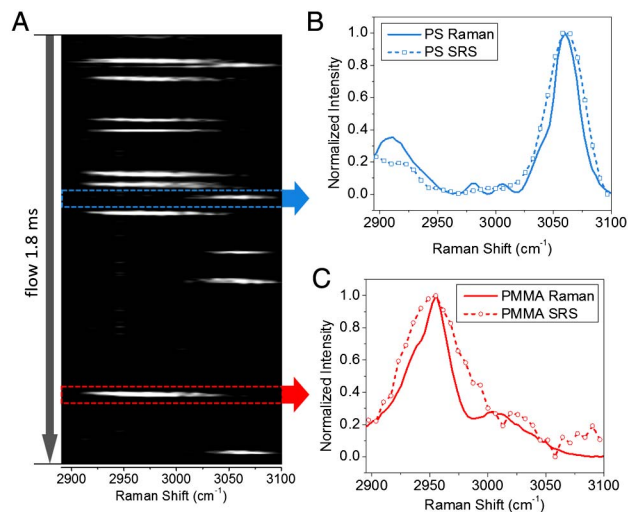 A
flow 1.8 ms
2900 2950 3000 3050 3100
Raman Shift (cm-1)
B
PS Raman
PS SRS
Normalized Intensity
1.0
0.8
0.6
0.4
0.2
0.0
2900 2950 3000 3050 3100
Raman Shift (cm-1)
C
PMMA Raman
PMMA SRS
Normalized Intensity
1.0
0.8
0.6
0.4
0.2
0.0
2900 2950 3000 3050 3100
Raman Shift (cm-1)